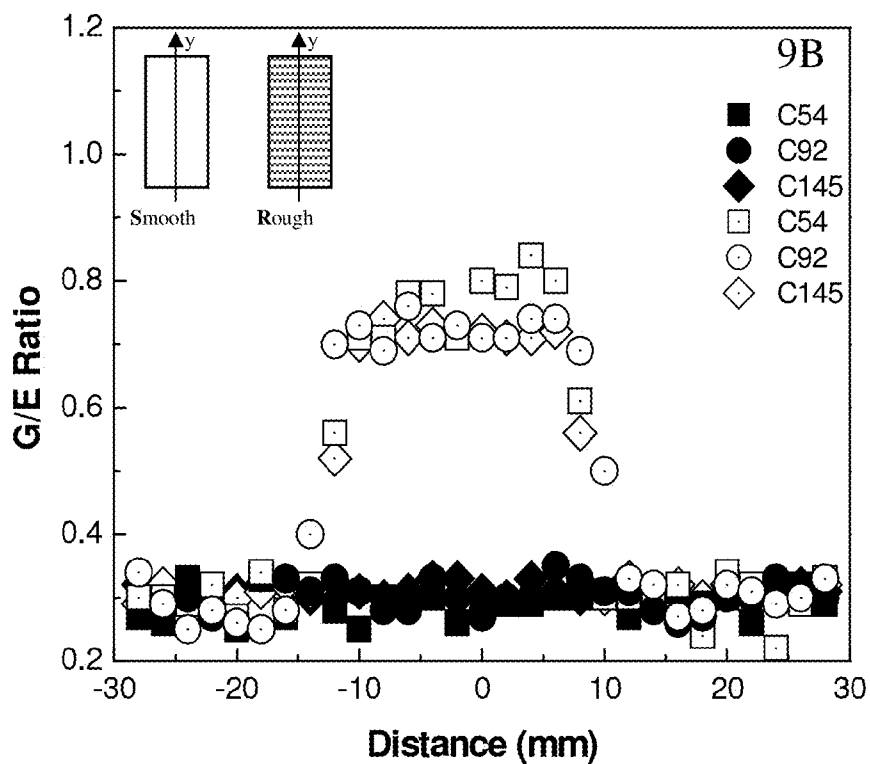 1.2
1.0
0.8
0.6
0.4
0.2
G/E Ratio
y
y
Smooth
Rough
9B
C54
C92
C145
C54
C92
C145
-30
-20
-10
0
10
20
30
Distance (mm)